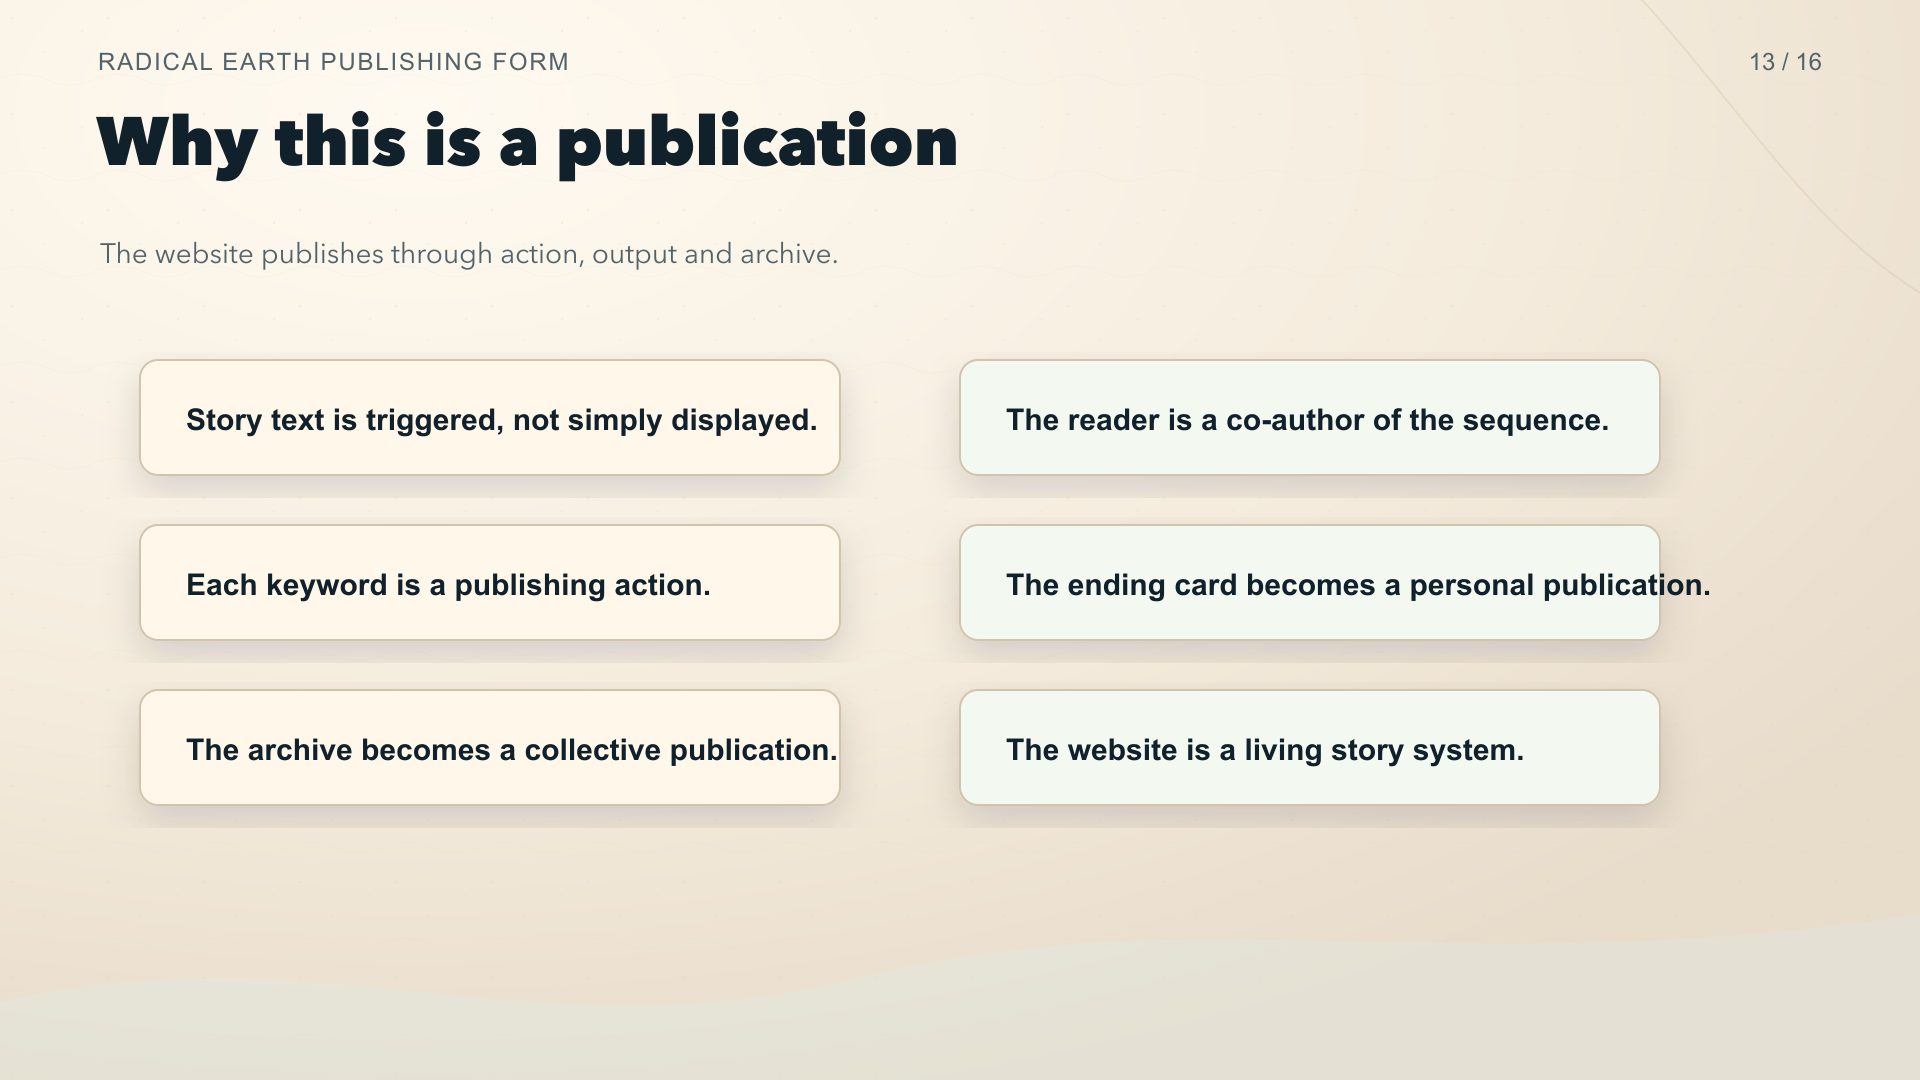 RADICAL EARTH PUBLISHING FORM
13 / 16
Why this is a publication
The website publishes through action, output and archive.
Story text is triggered, not simply displayed.
The reader is a co-author of the sequence.
Each keyword is a publishing action.
The ending card becomes a personal publication.
The archive becomes a collective publication.
The website is a living story system.